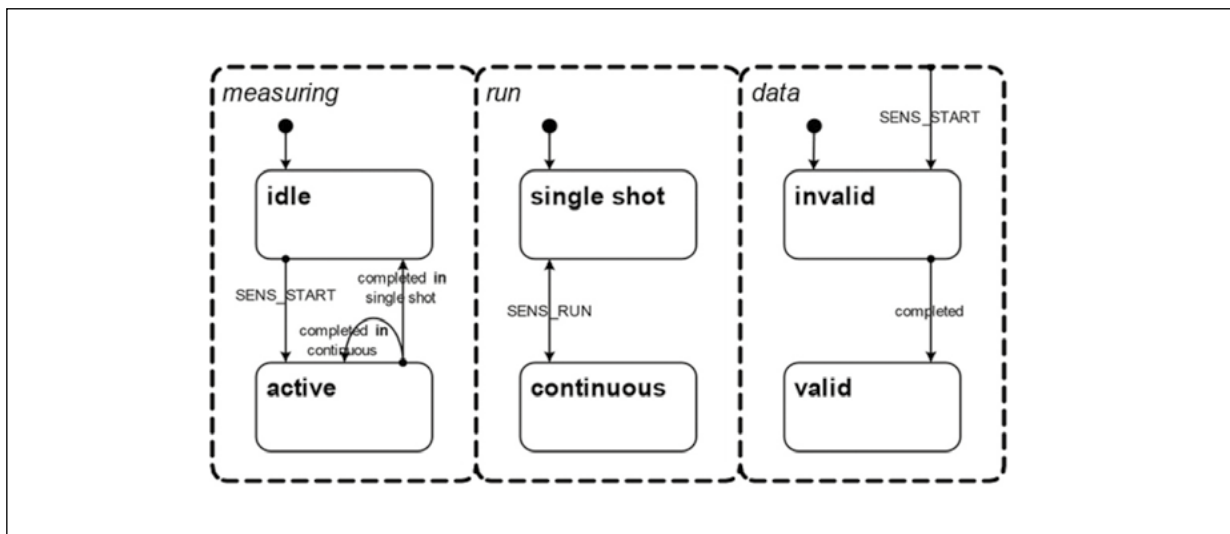 measuring
run
data
SENS_START
idle
single shot
invalid
completed in
single shot
SENS_START
SENS_RUN
completed
completed in
continuous
active
continuous
valid